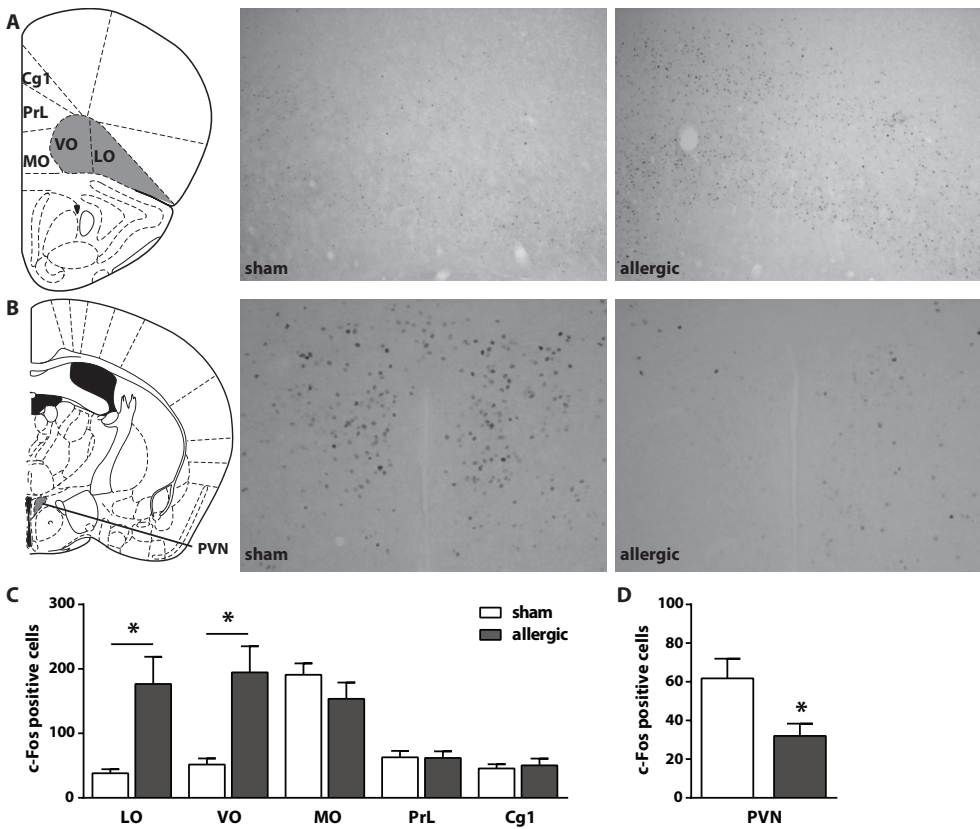 A
Cg1
PrL
VO
MO
LO
sham
allergic
B
PVN
sham
allergic
C
300
200
100
0
c-Fos positive cells
*
*
sham
allergic
LO
VO
MO
PrL
Cg1
D
100
80
60
40
20
0
c-Fos positive cells
*
PVN